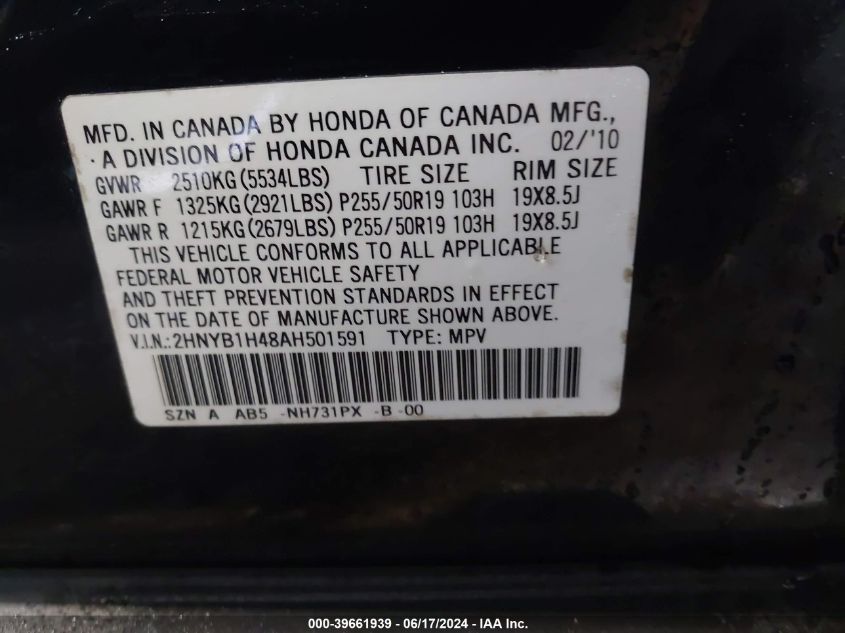 MFD. IN CANADA BY HONDA OF CANADA MFG.,
· A DIVISION OF HONDA CANADA INC. 02/'10
GVWR 2510KG(5534LBS) TIRE SIZE RIM SIZE
GAWR F 1325KG(2921LBS) P255/50R19 103H 19X8.5J
GAWR R 1215KG(2679LBS) P255/50R19 103H 19X8.5J
THIS VEHICLE CONFORMS TO ALL APPLICABLE
FEDERAL MOTOR VEHICLE SAFETY
AND THEFT PREVENTION STANDARDS IN EFFECT
ON THE DATE OF MANUFACTURE SHOWN ABOVE.
V.I.N.:2HNYB1H48AH501591 TYPE: MPV
SZN A AB5 -NH731PX -B-00
000-39661939 - 06/17/2024 - IAA Inc.